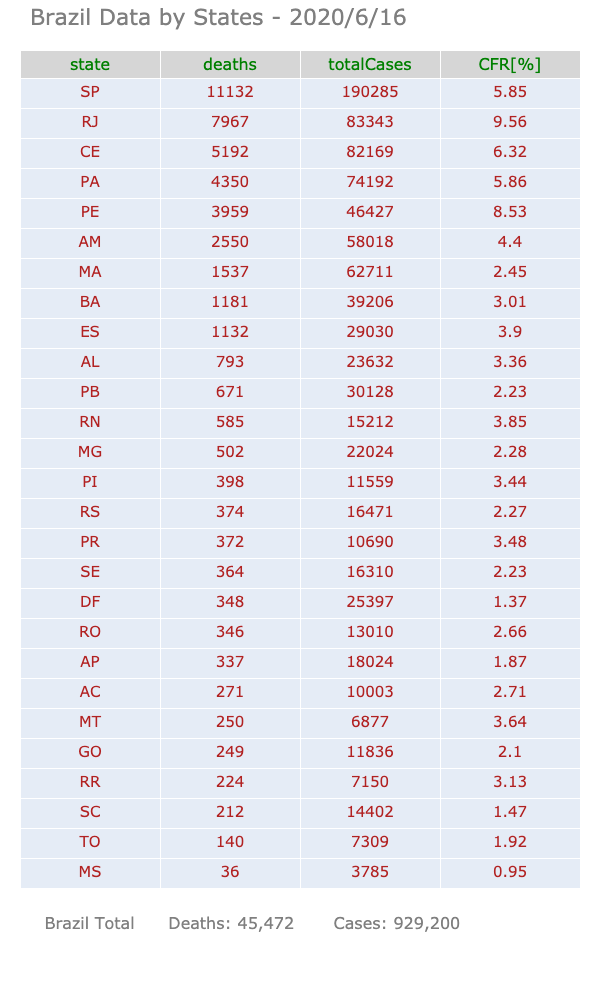 Brazil Data by States - 2020/6/16
state deaths totalCases CFR[%]
SP 11132 190285 5.85
RJ 7967 83343 9.56
CE 5192 82169 6.32
PA 4350 74192 5.86
PE 3959 46427 8.53
AM 2550 58018 4.4
MA 1537 62711 2.45
BA 1181 39206 3.01
ES 1132 29030 3.9
AL 793 23632 3.36
PB 671 30128 2.23
RN 585 15212 3.85
MG 502 22024 2.28
PI 398 11559 3.44
RS 374 16471 2.27
PR 372 10690 3.48
SE 364 16310 2.23
DF 348 25397 1.37
RO 346 13010 2.66
AP 337 18024 1.87
AC 271 10003 2.71
MT 250 6877 3.64
GO 249 11836 2.1
RR 224 7150 3.13
SC 212 14402 1.47
TO 140 7309 1.92
MS 36 3785 0.95
Brazil Total Deaths: 45,472 Cases: 929,200